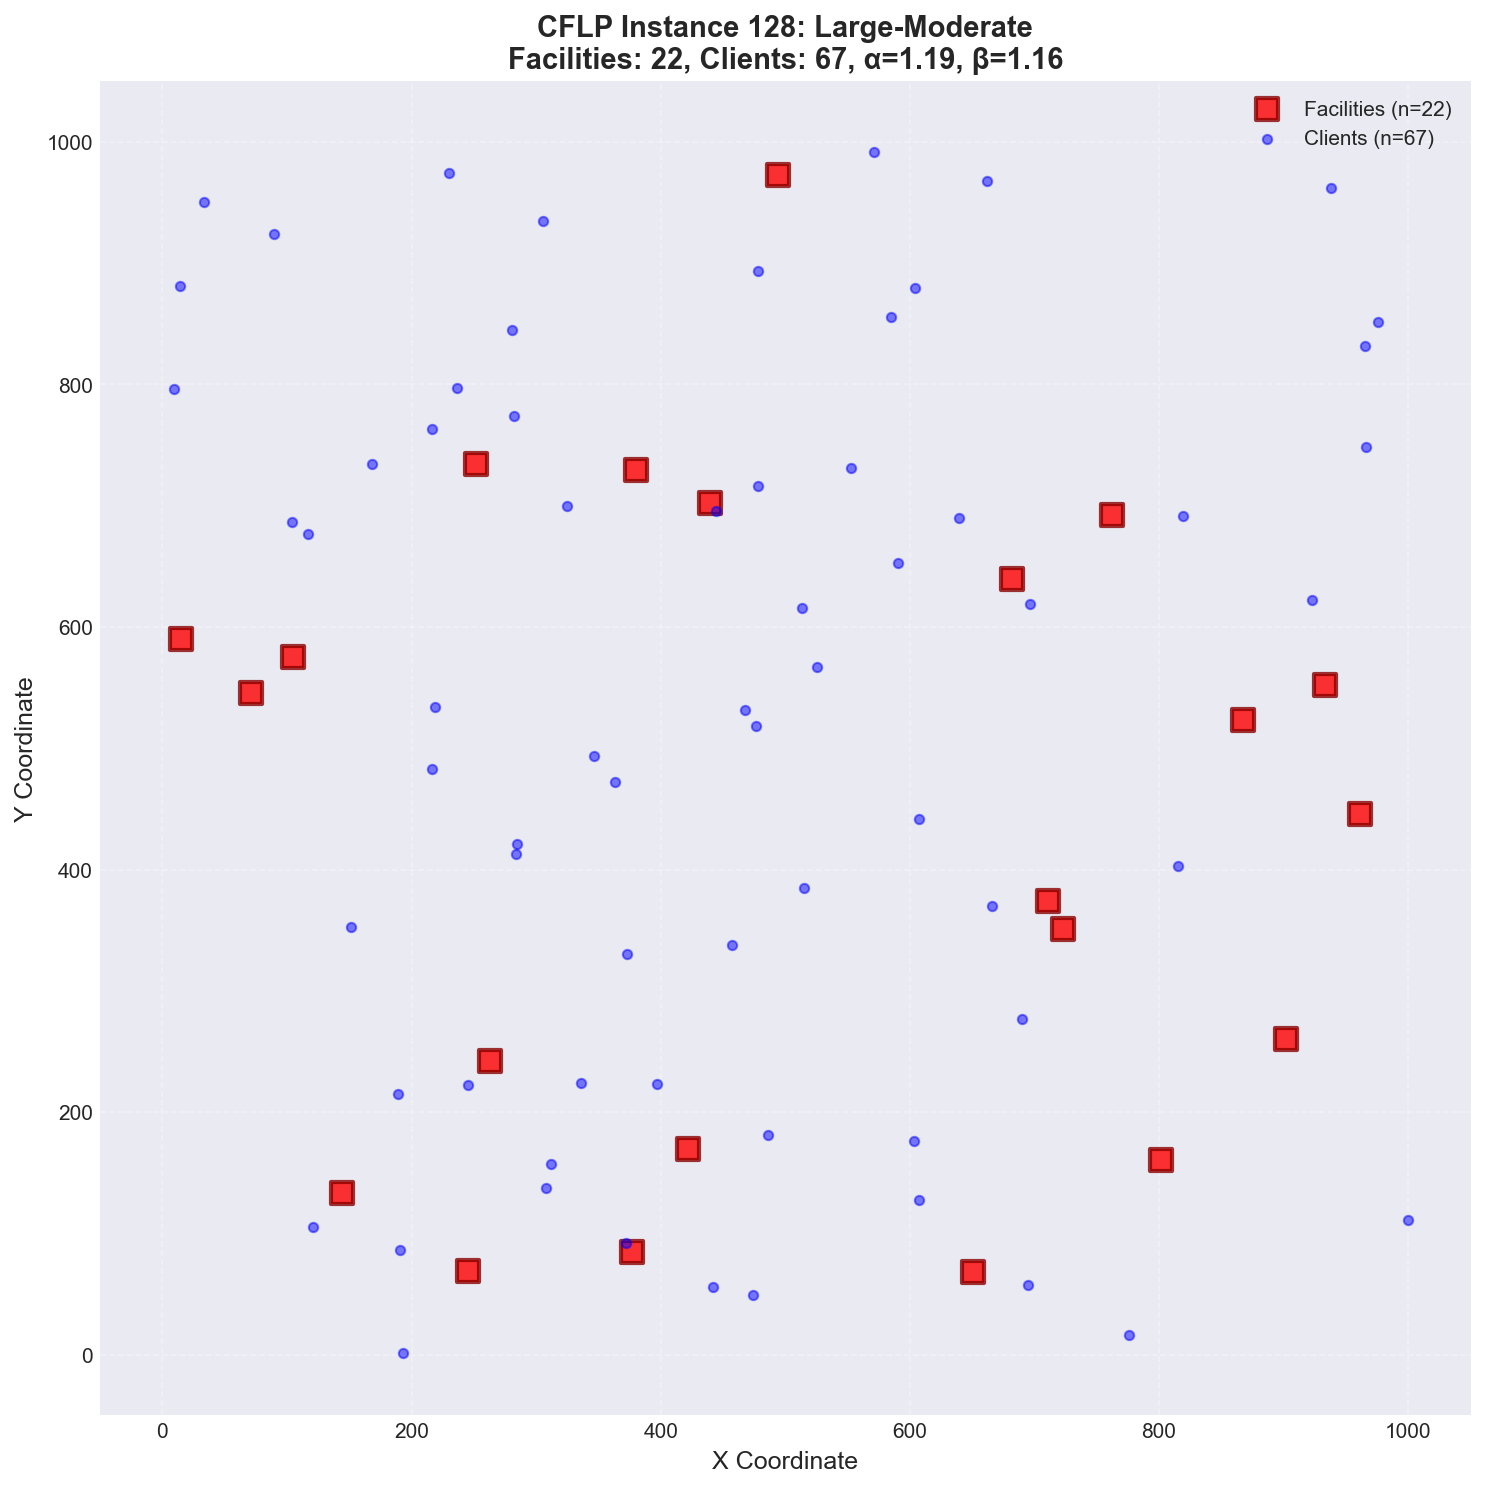 CFLP Instance 128: Large-Moderate
Facilities: 22, Clients: 67, α=1.19, β=1.16
Facilities (n=22)
Clients (n=67)
1000
800
600
400
200
0
Y Coordinate
0 200 400 600 800 1000
X Coordinate